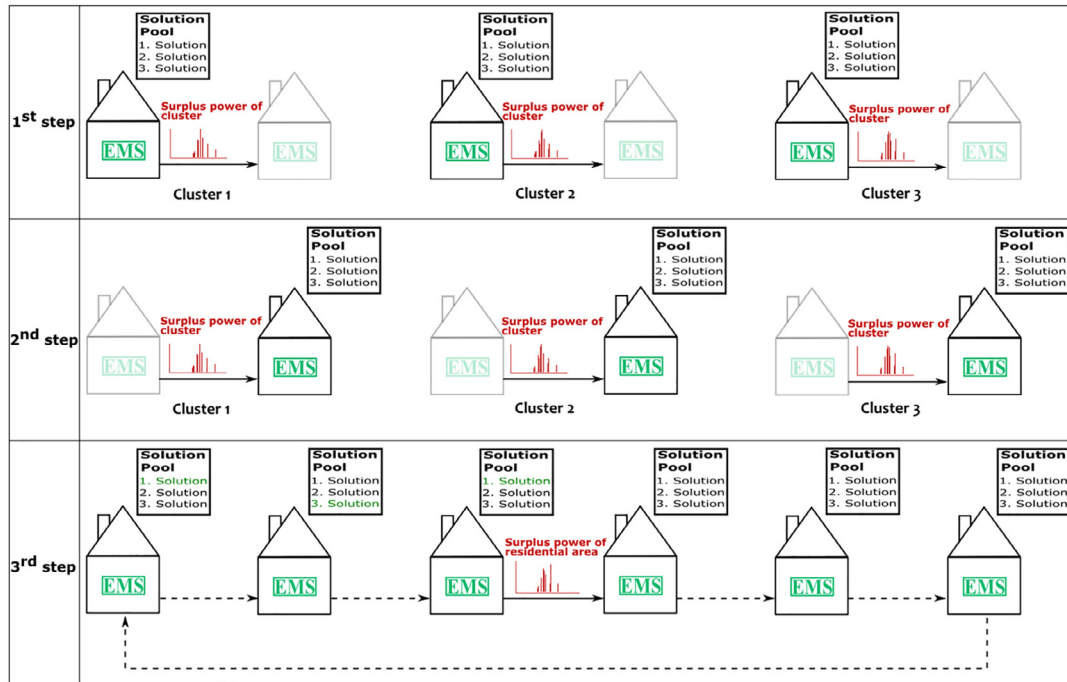 1st step
Solution
Pool
1. Solution
2. Solution
3. Solution
EMS
Surplus power of
cluster
EMS
Cluster 1
Solution
Pool
1. Solution
2. Solution
3. Solution
EMS
Surplus power of
cluster
EMS
Cluster 2
Solution
Pool
1. Solution
2. Solution
3. Solution
EMS
Surplus power of
cluster
EMS
Cluster 3
2nd step
EMS
Surplus power of
cluster
Solution
Pool
1. Solution
2. Solution
3. Solution
EMS
Cluster 1
EMS
Surplus power of
cluster
Solution
Pool
1. Solution
2. Solution
3. Solution
EMS
Cluster 2
EMS
Surplus power of
cluster
Solution
Pool
1. Solution
2. Solution
3. Solution
EMS
Cluster 3
3rd step
Solution
Pool
1. Solution
2. Solution
3. Solution
EMS
Solution
Pool
1. Solution
2. Solution
3. Solution
EMS
Solution
Pool
1. Solution
2. Solution
3. Solution
EMS
Surplus power of
residential area
Solution
Pool
1. Solution
2. Solution
3. Solution
EMS
Solution
Pool
1. Solution
2. Solution
3. Solution
EMS
Solution
Pool
1. Solution
2. Solution
3. Solution
EMS